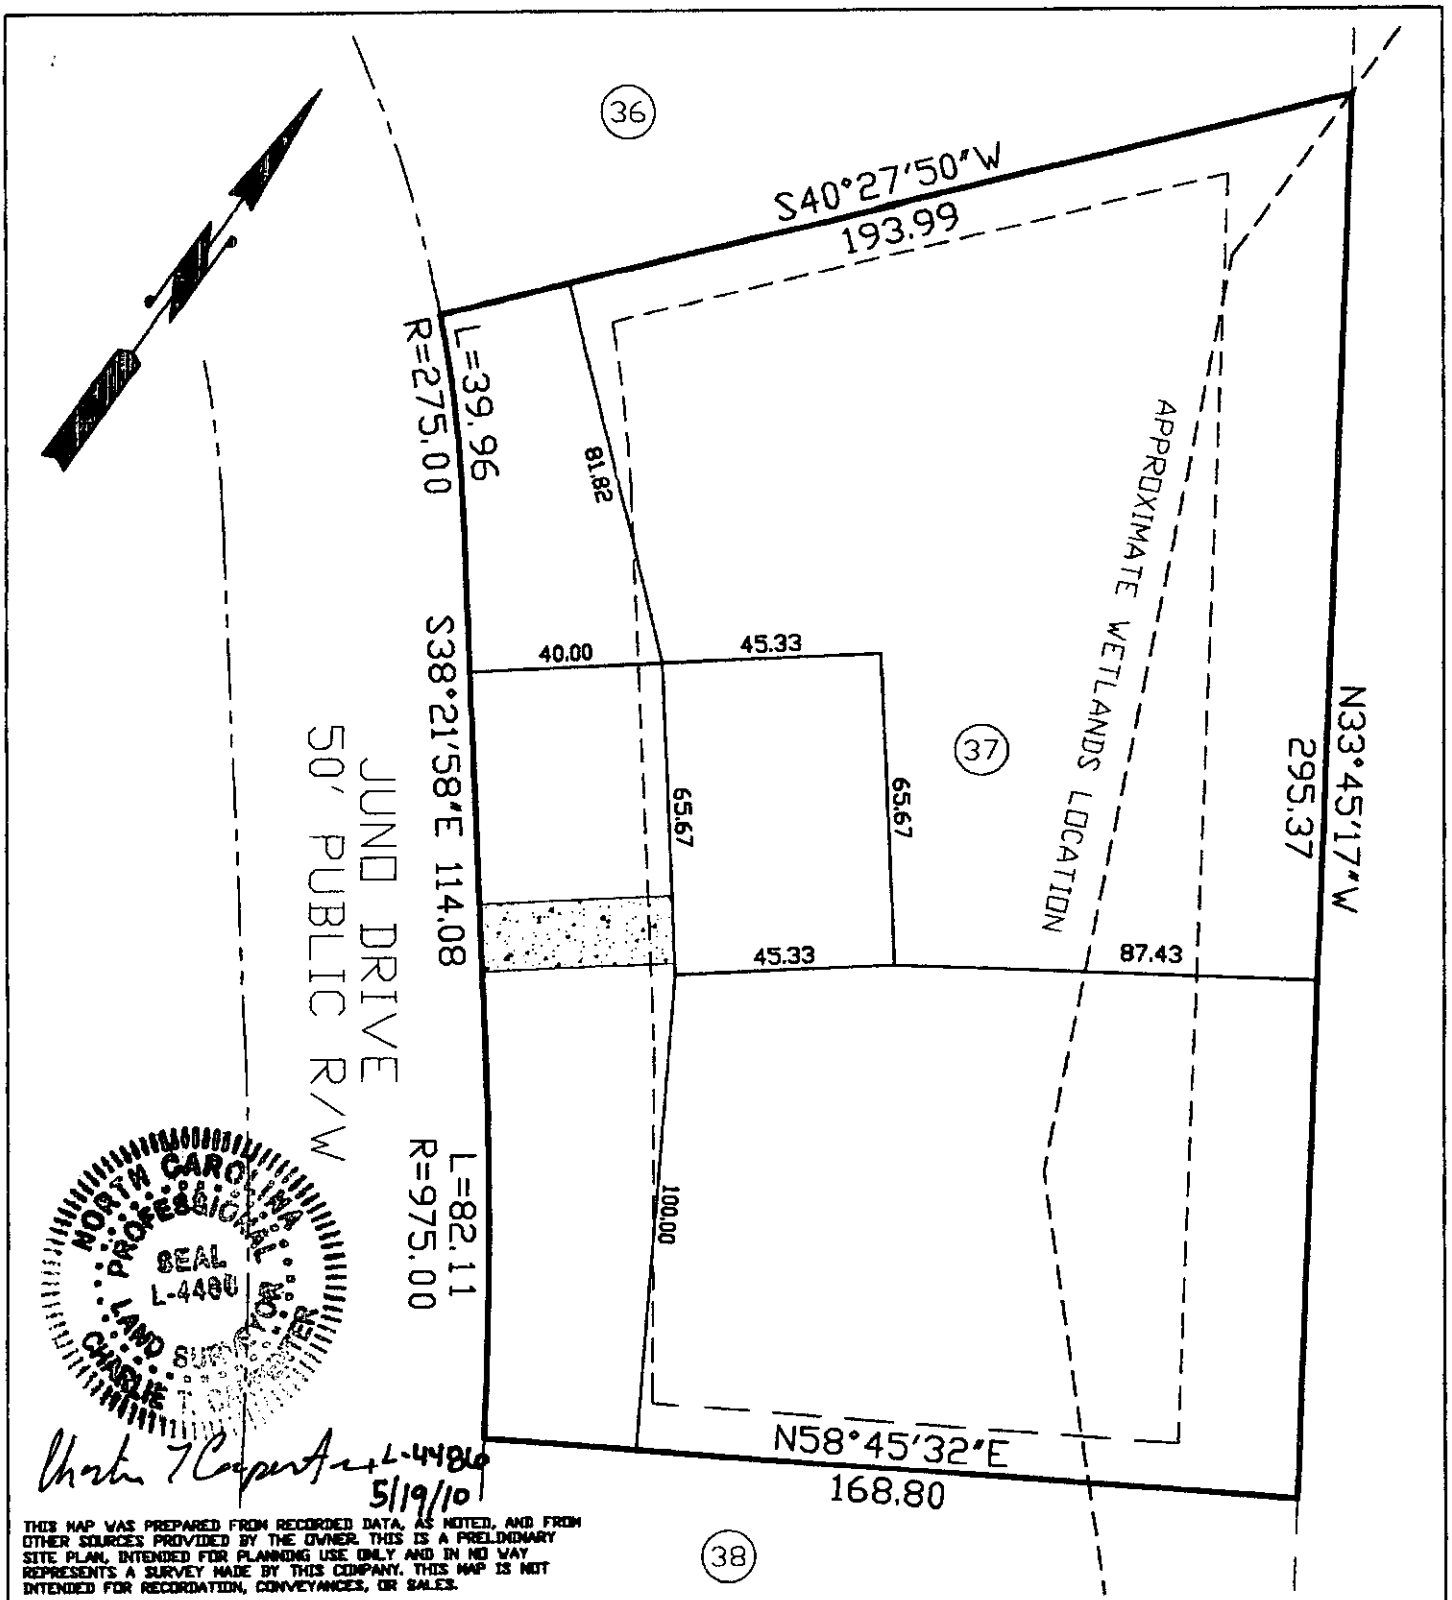 36
S40°27'50"W
193.99
L=39.96
R=275.00
81.82
APPROXIMATE WETLANDS LOCATION
S38°21'58"E 114.08
40.00
45.33
N33°45'17"W
295.37
37
65.67
65.67
JUNO DRIVE
50' PUBLIC R/W
45.33
87.43
L=82.11
R=975.00
100.00
NORTH CAROLINA
PROFESSIONAL
SEAL
LAND SURVEYOR
CHARLIE T. CARPENTER
N58°45'32"E
168.80
L-4486
5/19/10
38
THIS MAP WAS PREPARED FROM RECORDED DATA, AS NOTED, AND FROM
OTHER SOURCES PROVIDED BY THE OWNER. THIS IS A PRELIMINARY
SITE PLAN, INTENDED FOR PLANNING USE ONLY AND IN NO WAY
REPRESENTS A SURVEY MADE BY THIS COMPANY. THIS MAP IS NOT
INTENDED FOR RECORDATION, CONVEYANCES, OR SALES.